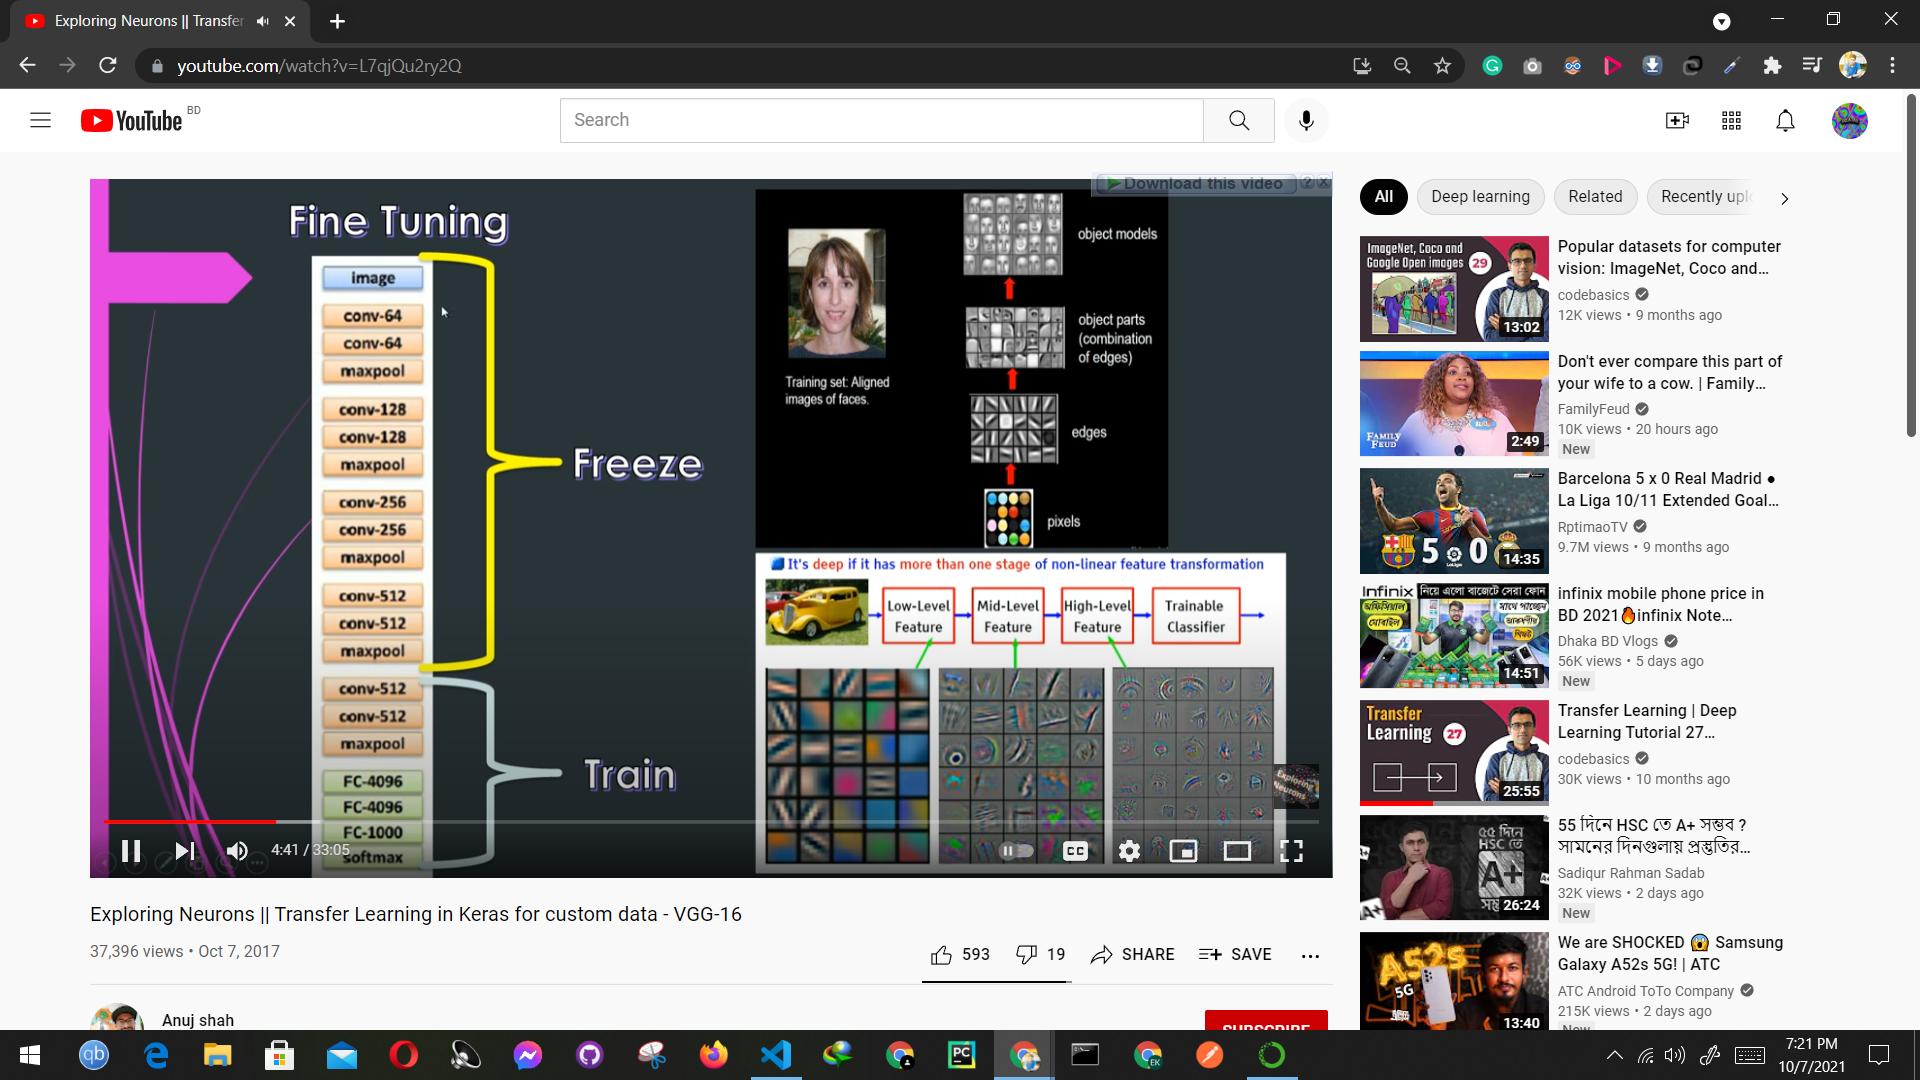 Exploring Neurons || Transfer
youtube.com/watch?v=L7qjQu2ry2Q
YouTube BD
Search
Download this video
Fine Tuning
image
conv-64
conv-64
maxpool
conv-128
conv-128
maxpool
conv-256
conv-256
maxpool
conv-512
conv-512
maxpool
conv-512
conv-512
maxpool
FC-4096
FC-4096
FC-1000
softmax
Freeze
Train
Training set: Aligned
images of faces.
object models
object parts
(combination
of edges)
edges
pixels
It's deep if it has more than one stage of non-linear feature transformation
Low-Level
Feature
Mid-Level
Feature
High-Level
Feature
Trainable
Classifier
Exploring
Neurons
4:41 / 33:05
CC
Exploring Neurons || Transfer Learning in Keras for custom data - VGG-16
37,396 views • Oct 7, 2017
593
19
SHARE
SAVE
Anuj shah
SUBSCRIBE
All
Deep learning
Related
Recently uplo
ImageNet, Coco and
Google Open images
29
13:02
Popular datasets for computer
vision: ImageNet, Coco and...
codebasics
12K views • 9 months ago
FAMILY
FEUD
2:49
Don't ever compare this part of
your wife to a cow. | Family...
FamilyFeud
10K views • 20 hours ago
New
5 0
14:35
Barcelona 5 x 0 Real Madrid ●
La Liga 10/11 Extended Goal...
RptimaoTV
9.7M views • 9 months ago
Infinix নিয়ে এলো বাজেটে সেরা ফোন
14:51
infinix mobile phone price in
BD 2021🔥infinix Note...
Dhaka BD Vlogs
56K views • 5 days ago
New
Transfer
Learning
27
25:55
Transfer Learning | Deep
Learning Tutorial 27...
codebasics
30K views • 10 months ago
৫৫ দিনে
HSC তে
A+
26:24
55 দিনে HSC তে A+ সম্ভব ?
সামনের দিনগুলায় প্রস্তুতির...
Sadiqur Rahman Sadab
32K views • 2 days ago
New
A52s
5G
13:40
We are SHOCKED 😱 Samsung
Galaxy A52s 5G! | ATC
ATC Android ToTo Company
215K views • 2 days ago
New
qb
PC
EK
7:21 PM
10/7/2021